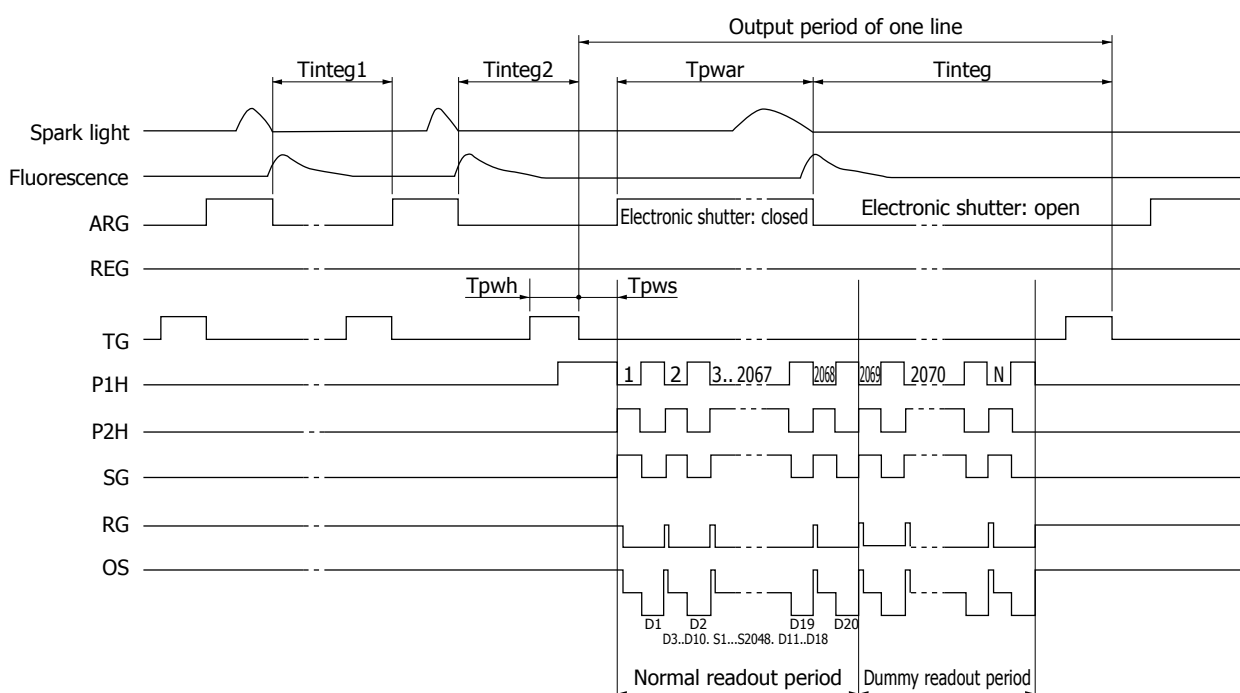 Output period of one line
Tinteg1
Tinteg2
Tpwar
Tinteg
Spark light
Fluorescence
ARG
Electronic shutter: closed
Electronic shutter: open
REG
Tpwh
Tpws
TG
P1H
1
2
3.. 2067
2068
2069
2070
N
P2H
SG
RG
OS
D1
D2
D19
D20
D3..D10. S1...S2048. D11..D18
Normal readout period
Dummy readout period